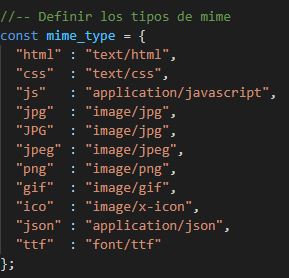 //-- Definir los tipos de mime
const mime_type = {
  "html" : "text/html",
  "css"  : "text/css",
  "js"   : "application/javascript",
  "jpg"  : "image/jpg",
  "JPG"  : "image/jpg",
  "jpeg" : "image/jpeg",
  "png"  : "image/png",
  "gif"  : "image/gif",
  "ico"  : "image/x-icon",
  "json" : "application/json",
  "ttf"  : "font/ttf"
};